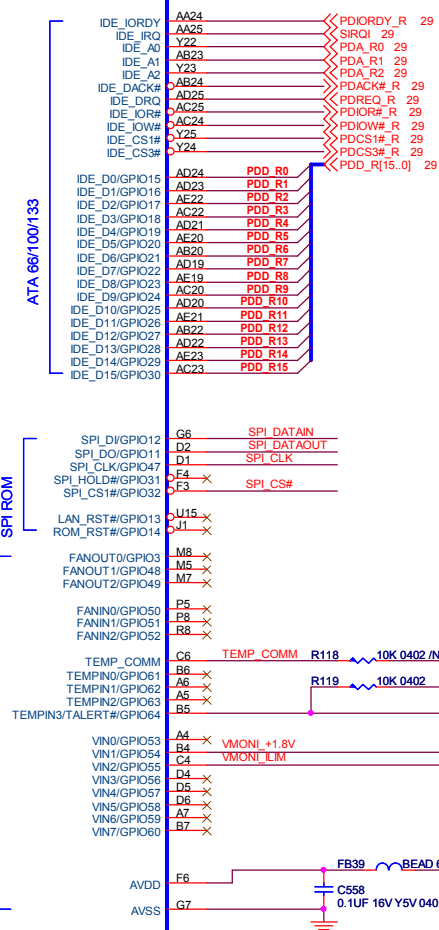 IDE_IORDY AA24 PDIORDY_R 29
IDE_IRQ AA25 SIRQI 29
IDE_A0 Y22 PDA_R0 29
IDE_A1 AB23 PDA_R1 29
IDE_A2 Y23 PDA_R2 29
IDE_DACK# AB24 PDACK#_R 29
IDE_DRQ AD25 PDREQ_R 29
IDE_IOR# AC25 PDIOR#_R 29
IDE_IOW# AC24 PDIOW#_R 29
IDE_CS1# Y25 PDCS1#_R 29
IDE_CS3# Y24 PDCS3#_R 29
PDD_R[15..0] 29
ATA 66/100/133
IDE_D0/GPIO15 AD24 PDD_R0
IDE_D1/GPIO16 AD23 PDD_R1
IDE_D2/GPIO17 AE22 PDD_R2
IDE_D3/GPIO18 AC22 PDD_R3
IDE_D4/GPIO19 AD21 PDD_R4
IDE_D5/GPIO20 AE20 PDD_R5
IDE_D6/GPIO21 AB20 PDD_R6
IDE_D7/GPIO22 AD19 PDD_R7
IDE_D8/GPIO23 AE19 PDD_R8
IDE_D9/GPIO24 AC20 PDD_R9
IDE_D10/GPIO25 AD20 PDD_R10
IDE_D11/GPIO26 AE21 PDD_R11
IDE_D12/GPIO27 AB22 PDD_R12
IDE_D13/GPIO28 AD22 PDD_R13
IDE_D14/GPIO29 AE23 PDD_R14
IDE_D15/GPIO30 AC23 PDD_R15
SPI ROM
SPI_DI/GPIO12 G6 SPI_DATAIN
SPI_DO/GPIO11 D2 SPI_DATAOUT
SPI_CLK/GPIO47 D1 SPI_CLK
SPI_HOLD#/GPIO31 F4
SPI_CS1#/GPIO32 F3 SPI_CS#
LAN_RST#/GPIO13 U15
ROM_RST#/GPIO14 J1
FANOUT0/GPIO3 M8
FANOUT1/GPIO48 M5
FANOUT2/GPIO49 M7
FANIN0/GPIO50 P5
FANIN1/GPIO51 P8
FANIN2/GPIO52 R8
TEMP_COMM C6 TEMP_COMM R118 10K 0402 /N
TEMPIN0/GPIO61 B6
TEMPIN1/GPIO62 A6
TEMPIN2/GPIO63 A5
R119 10K 0402
TEMPIN3/TALERT#/GPIO64 B5
VIN0/GPIO53 A4
VIN1/GPIO54 B4 VMONI_+1.8V
VIN2/GPIO55 C4 VMONI_ILIM
VIN3/GPIO56 D4
VIN4/GPIO57 D5
VIN5/GPIO58 D6
VIN6/GPIO59 A7
VIN7/GPIO60 B7
FB39 BEAD 6
AVDD F6
C558
0.1UF 16V Y5V 040
AVSS G7